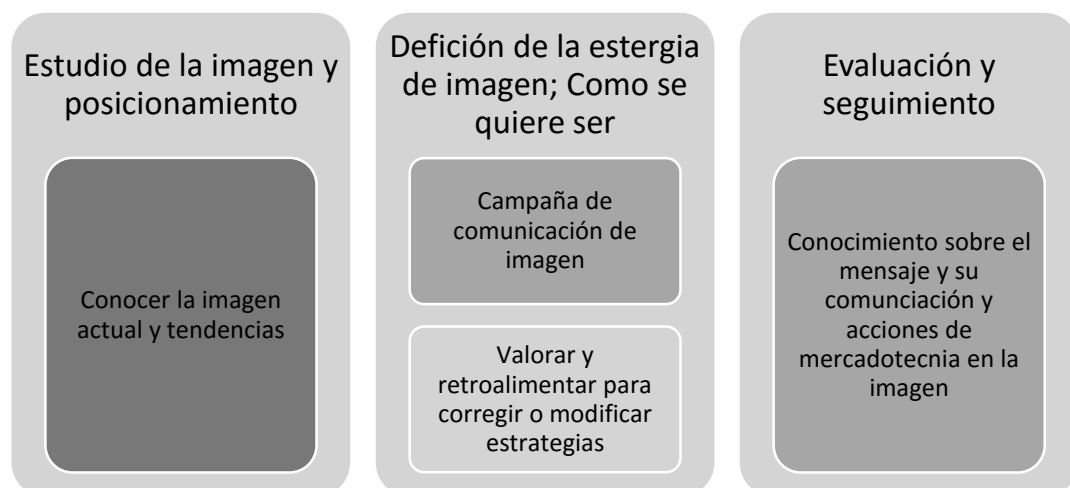 Estudio de la imagen y
posicionamiento
Conocer la imagen
actual y tendencias
Defición de la estergia
de imagen; Como se
quiere ser
Campaña de
comunicación de
imagen
Valorar y
retroalimentar para
corregir o modificar
estrategias
Evaluación y
seguimiento
Conocimiento sobre el
mensaje y su
comunciación y
acciones de
mercadotecnia en la
imagen